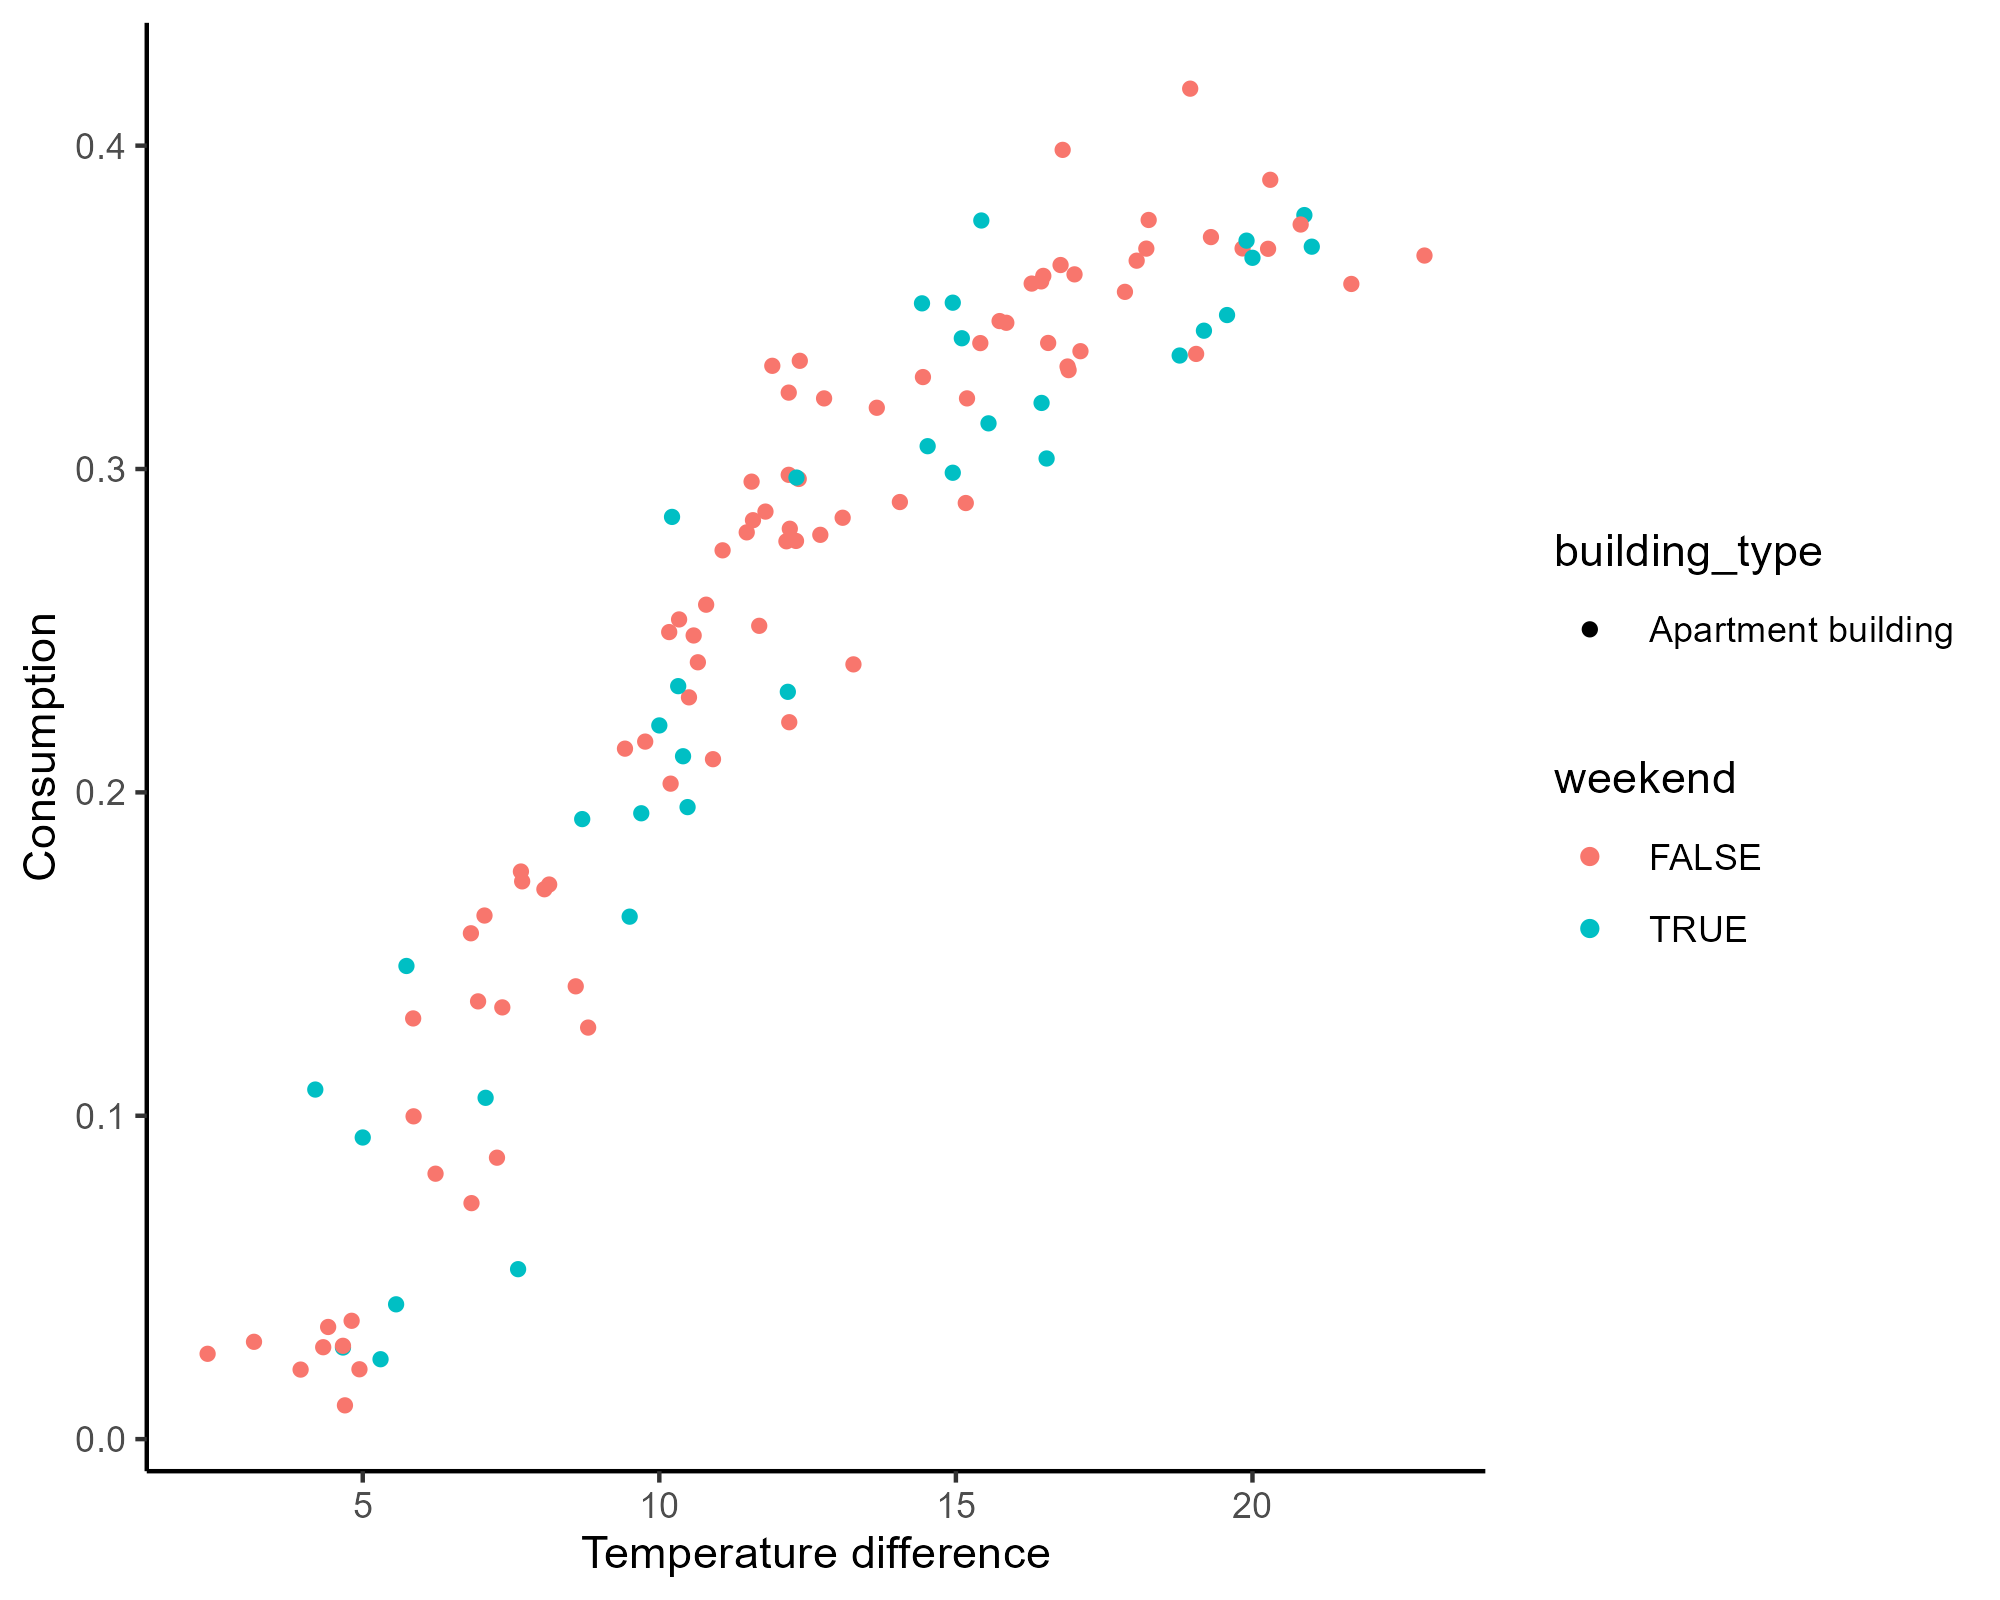 0.4
0.3
0.2
0.1
0.0
Consumption
5 10 15 20
Temperature difference
building_type
Apartment building
weekend
FALSE
TRUE